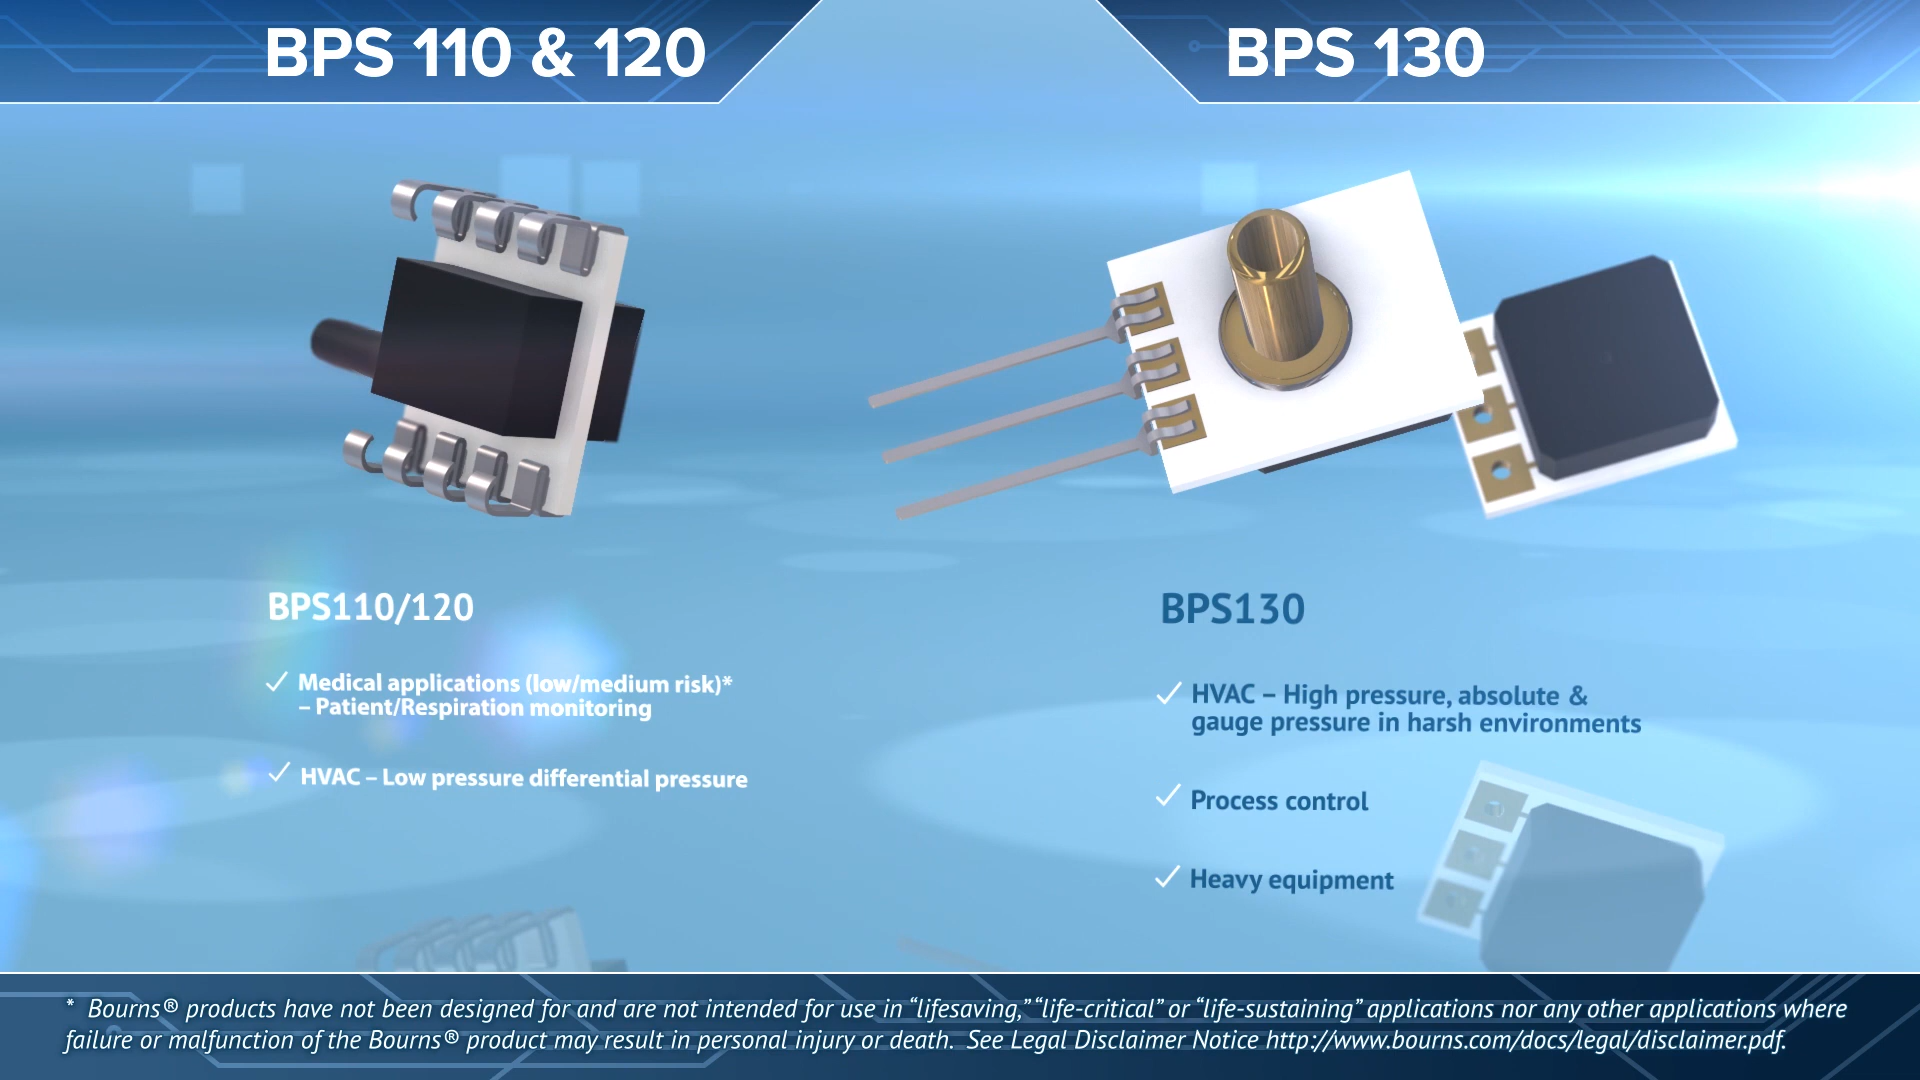 BPS 110 & 120
BPS 130
BPS110/120
Medical applications (low/medium risk)*
– Patient/Respiration monitoring
HVAC – Low pressure differential pressure
BPS130
HVAC – High pressure, absolute &
gauge pressure in harsh environments
Process control
Heavy equipment
* Bourns® products have not been designed for and are not intended for use in “lifesaving,” “life-critical” or “life-sustaining” applications nor any other applications where
failure or malfunction of the Bourns® product may result in personal injury or death. See Legal Disclaimer Notice http://www.bourns.com/docs/legal/disclaimer.pdf.